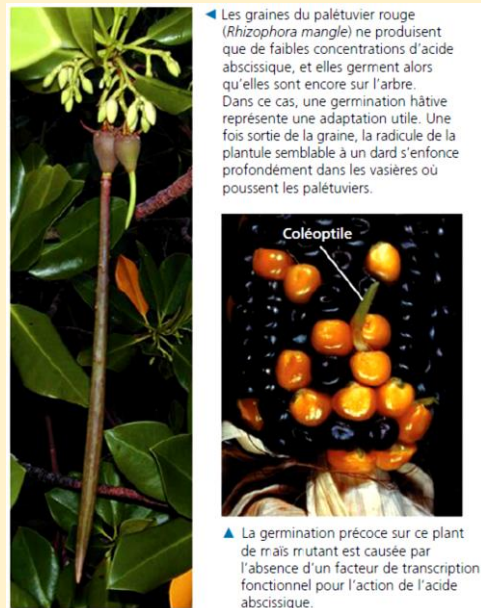 ◄ Les graines du palétuvier rouge
(Rhizophora mangle) ne produisent
que de faibles concentrations d'acide
abscissique, et elles germent alors
qu'elles sont encore sur l'arbre.
Dans ce cas, une germination hâtive
représente une adaptation utile. Une
fois sortie de la graine, la radicule de la
plantule semblable à un dard s'enfonce
profondément dans les vasières où
poussent les palétuviers.
Coléoptile
▲ La germination précoce sur ce plant
de maïs mutant est causée par
l'absence d'un facteur de transcription
fonctionnel pour l'action de l'acide
abscissique.